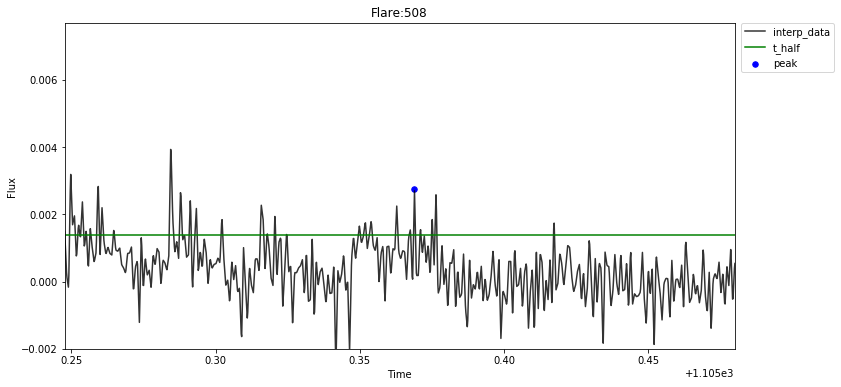 Flare:508
interp_data
t_half
peak
Flux
0.006
0.004
0.002
0.000
−0.002
0.25
0.30
0.35
0.40
0.45
Time
+1.105e3